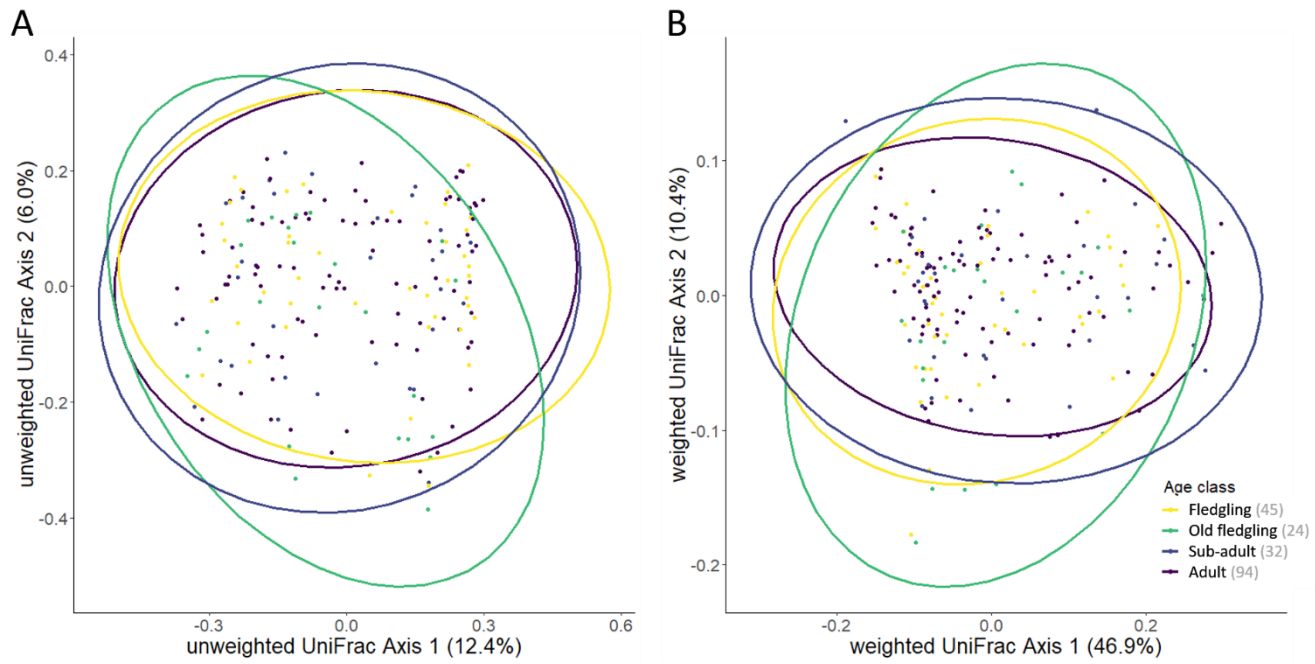 A
B
0.4
0.2
0.0
-0.2
-0.4
unweighted UniFrac Axis 2 (6.0%)
-0.3
0.0
0.3
0.6
unweighted UniFrac Axis 1 (12.4%)
0.1
0.0
-0.1
-0.2
weighted UniFrac Axis 2 (10.4%)
-0.2
0.0
0.2
weighted UniFrac Axis 1 (46.9%)
Age class
Fledgling (45)
Old fledgling (24)
Sub-adult (32)
Adult (94)